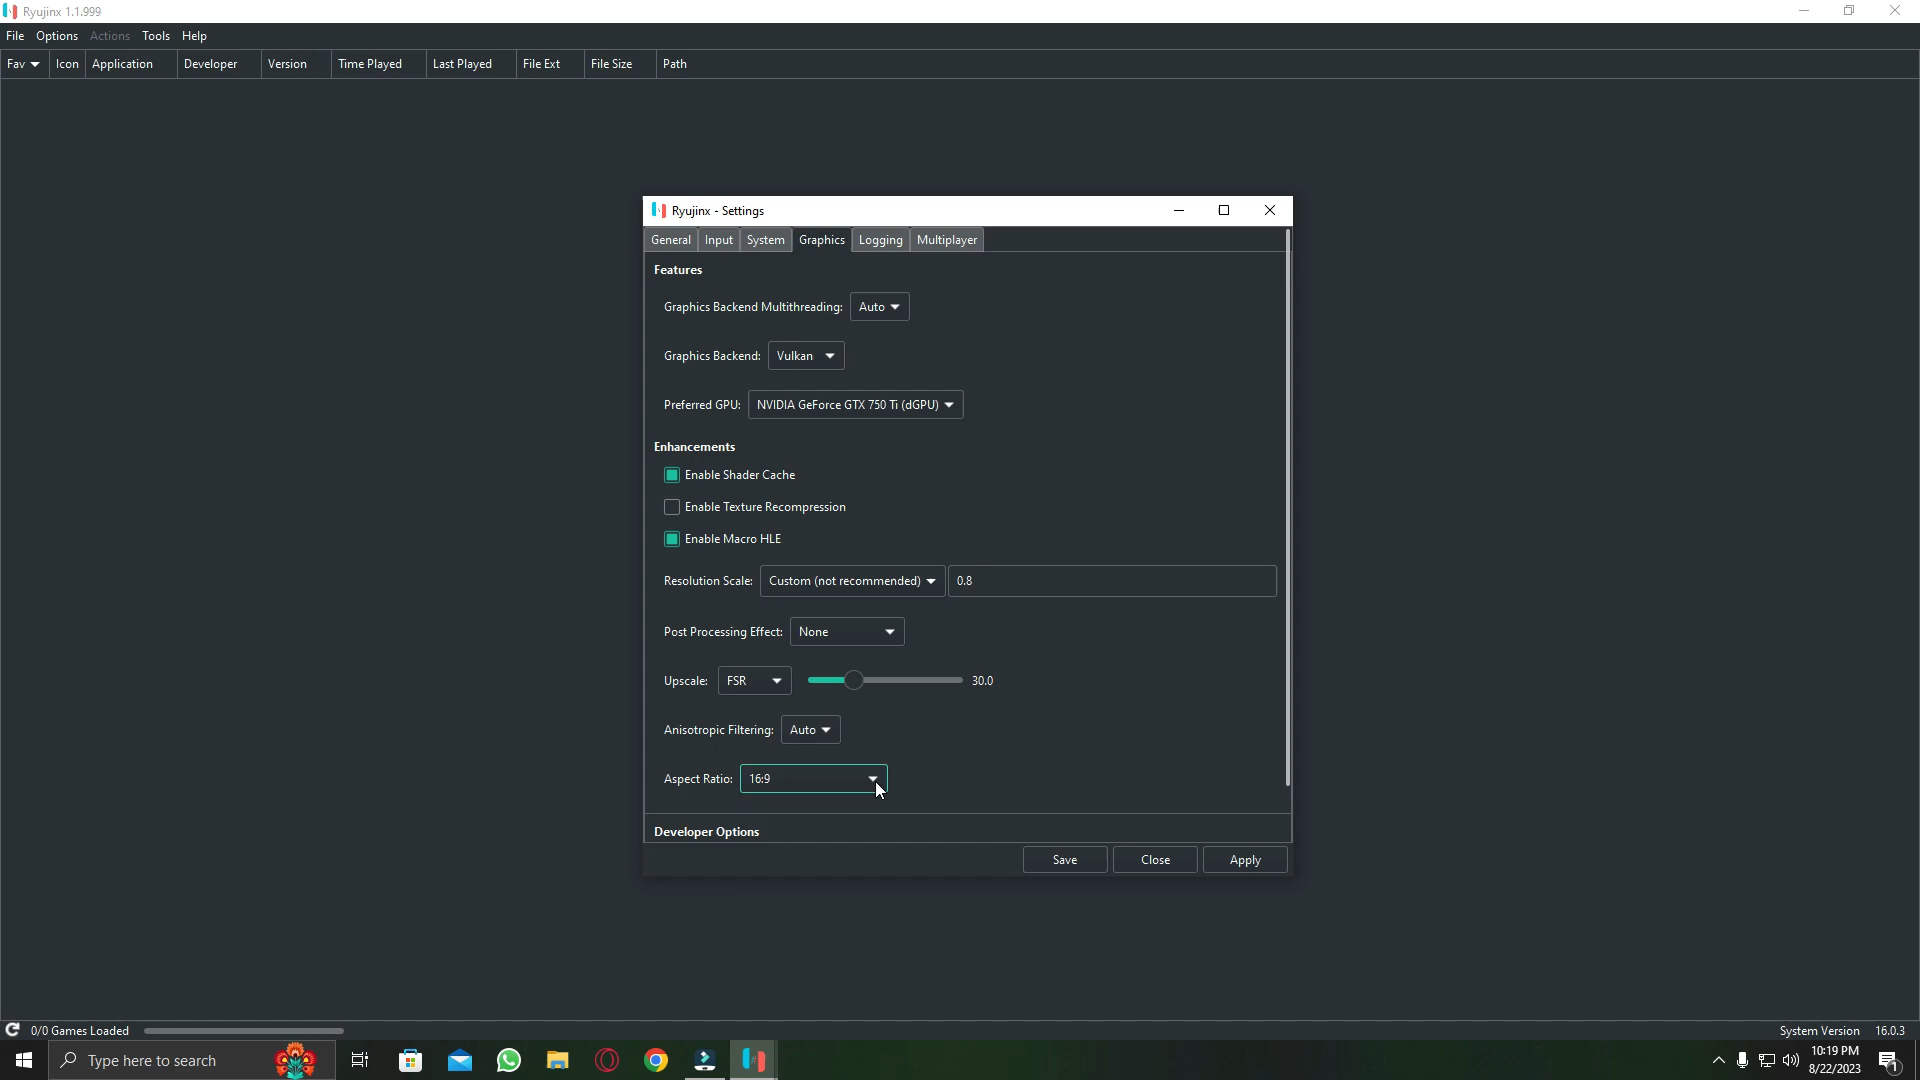 Ryujinx 1.1.999
File Options Actions Tools Help
Fav Icon Application Developer Version Time Played Last Played File Ext File Size Path
Ryujinx - Settings
General Input System Graphics Logging Multiplayer
Features
Graphics Backend Multithreading: Auto
Graphics Backend: Vulkan
Preferred GPU: NVIDIA GeForce GTX 750 Ti (dGPU)
Enhancements
Enable Shader Cache
Enable Texture Recompression
Enable Macro HLE
Resolution Scale: Custom (not recommended) 0.8
Post Processing Effect: None
Upscale: FSR 30.0
Anisotropic Filtering: Auto
Aspect Ratio: 16:9
Developer Options
Save Close Apply
0/0 Games Loaded System Version 16.0.3
Type here to search 10:19 PM
8/22/2023 1